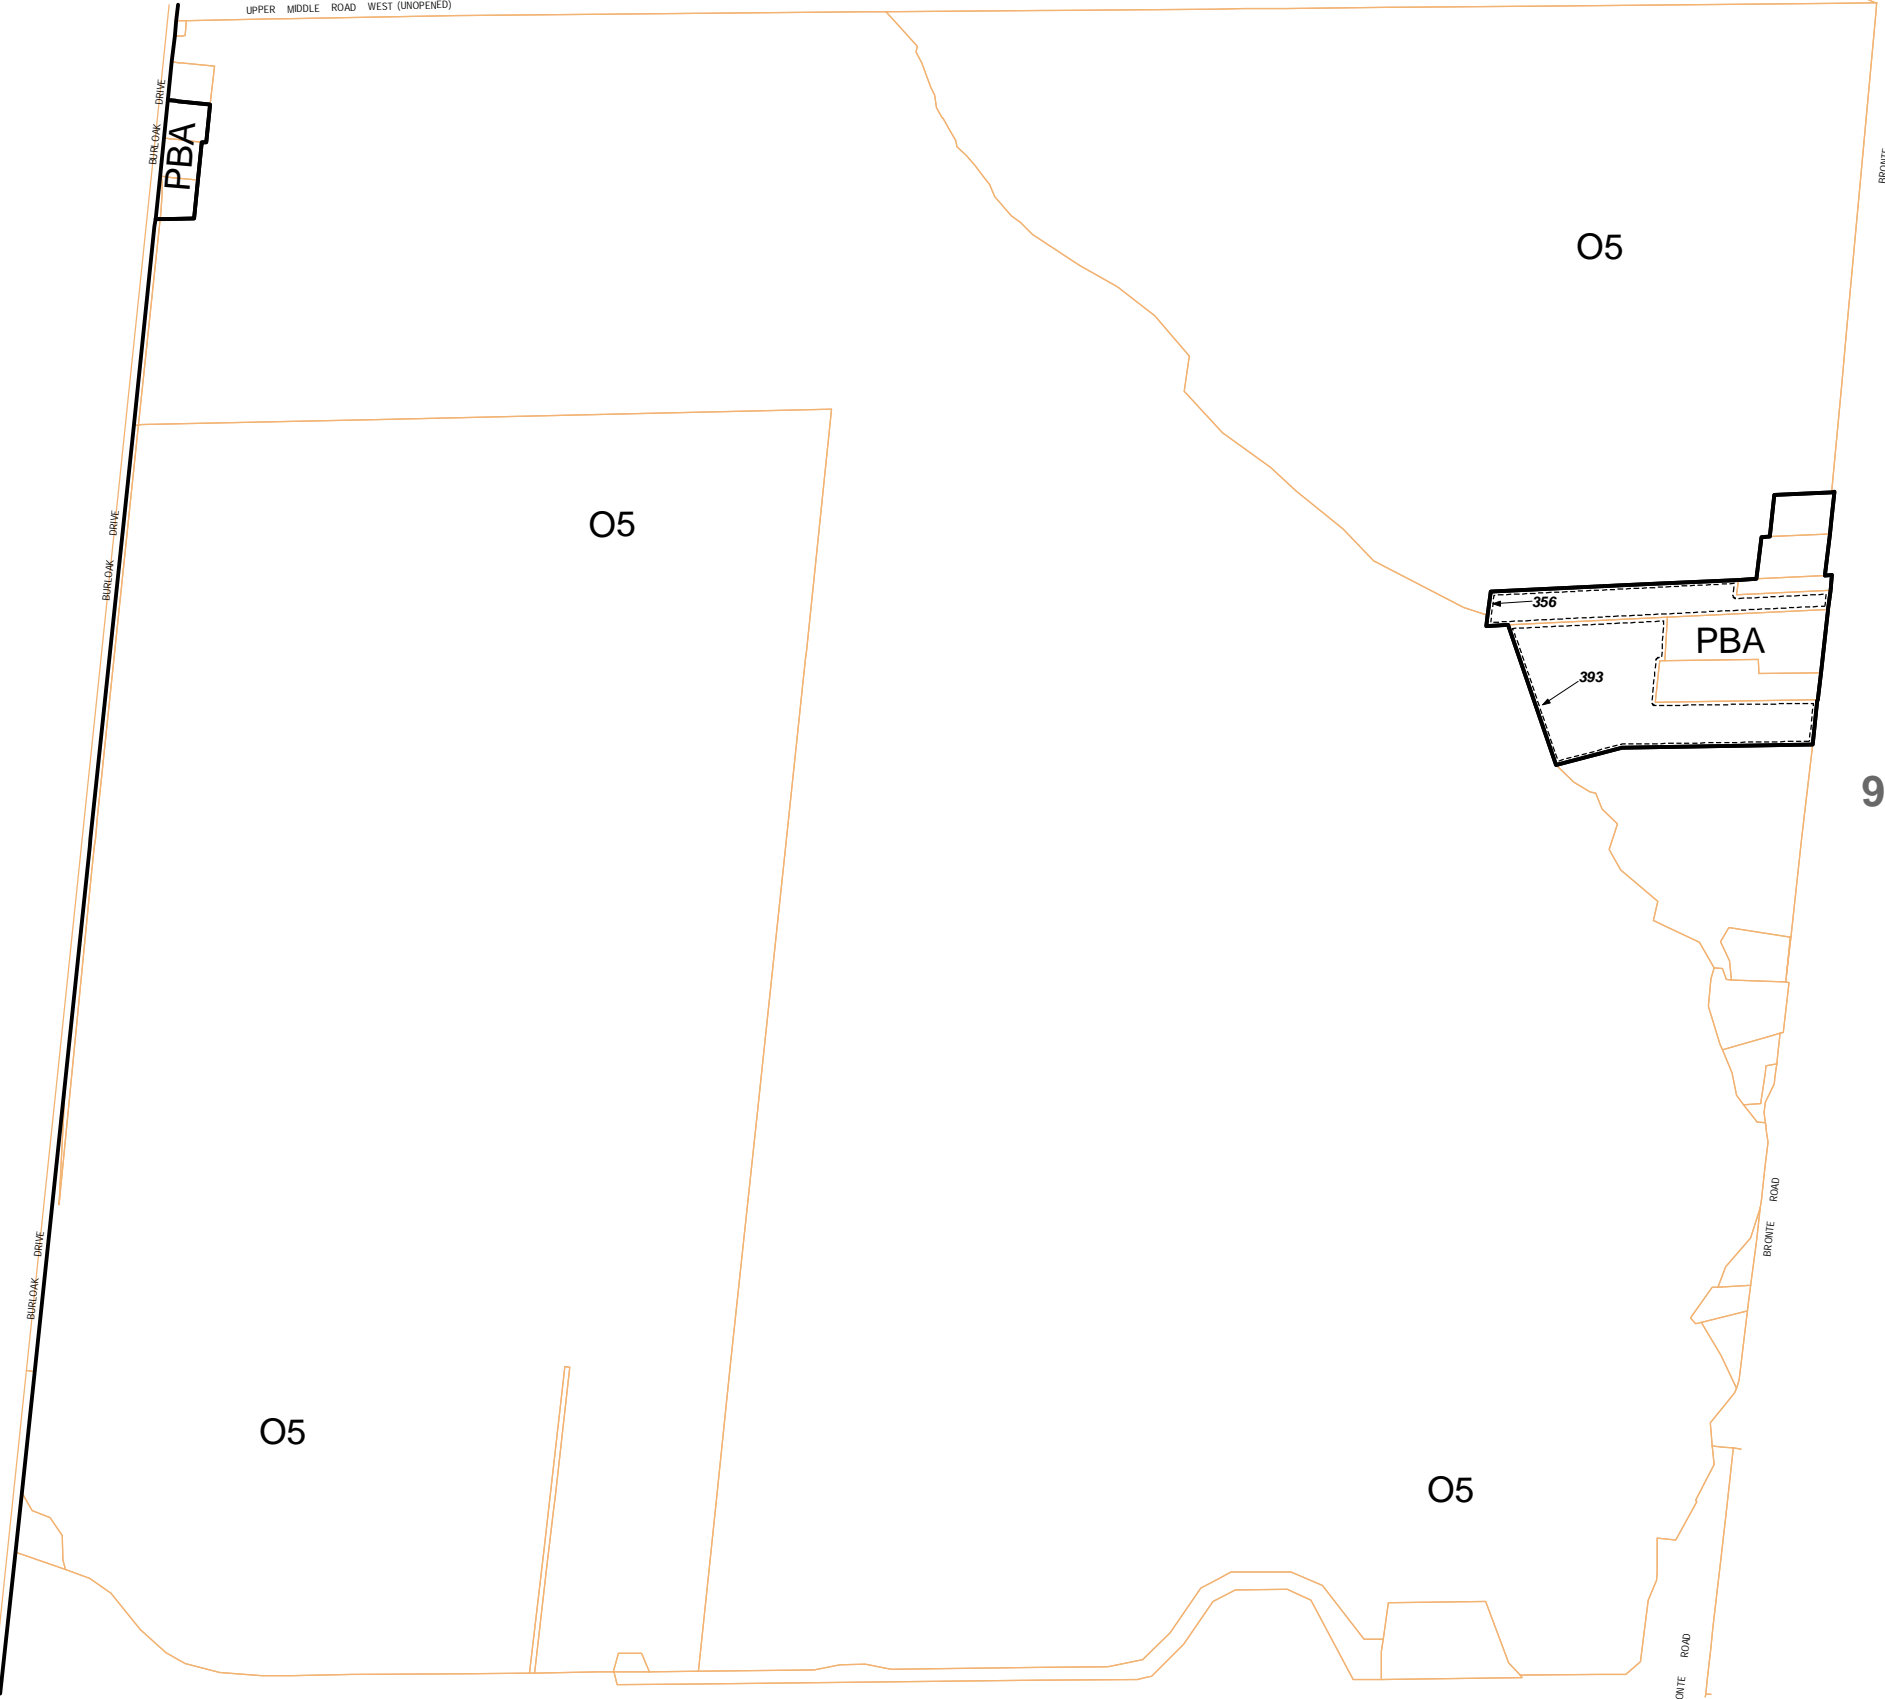 UPPER MIDDLE ROAD WEST (UNOPENED)
BURLOAK DRIVE
PBA
O5
BURLOAK DRIVE
O5
356
PBA
393
9
BRONTE ROAD
BURLOAK DRIVE
O5
O5
ROAD